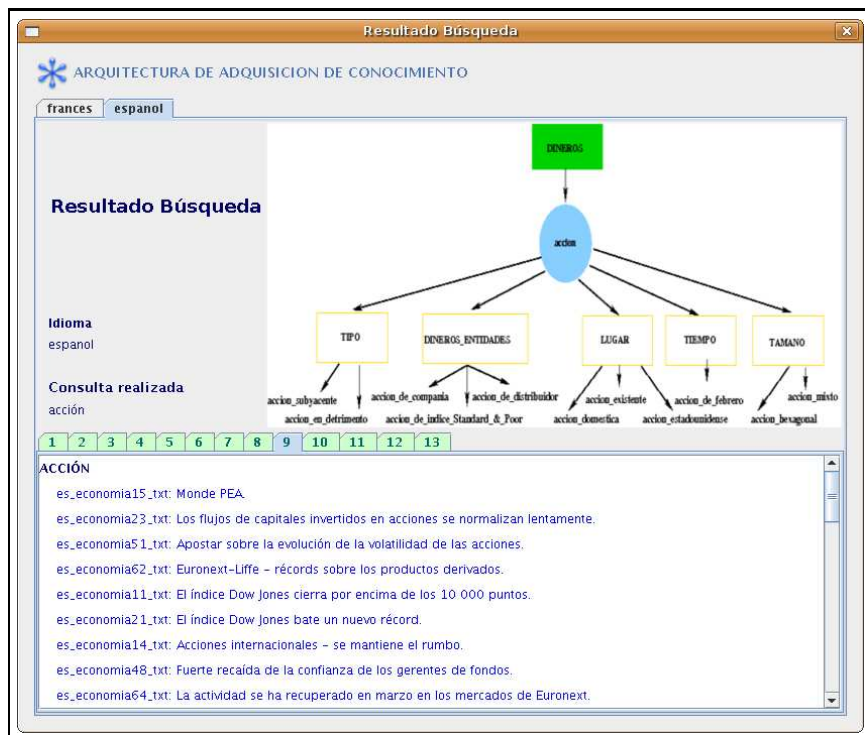 Resultado Búsqueda
ARQUITECTURA DE ADQUISICION DE CONOCIMIENTO
frances espanol
Resultado Búsqueda
Idioma
espanol
Consulta realizada
acción
DINEROS
accion
TIPO DINEROS_ENTIDADES LUGAR TIEMPO TAMANO
accion_subyacente accion_de_compania accion_de_distribuidor accion_existente accion_de_febrero accion_mixto
accion_en_detrimento accion_de_indice_Standard_&_Poor accion_domestica accion_estadounidense accion_hexagonal
1 2 3 4 5 6 7 8 9 10 11 12 13
ACCIÓN
es_economia15_txt: Monde PEA.
es_economia23_txt: Los flujos de capitales invertidos en acciones se normalizan lentamente.
es_economia51_txt: Apostar sobre la evolución de la volatilidad de las acciones.
es_economia62_txt: Euronext-Liffe - récords sobre los productos derivados.
es_economia11_txt: El índice Dow Jones cierra por encima de los 10 000 puntos.
es_economia21_txt: El índice Dow Jones bate un nuevo récord.
es_economia14_txt: Acciones internacionales - se mantiene el rumbo.
es_economia48_txt: Fuerte recaída de la confianza de los gerentes de fondos.
es_economia64_txt: La actividad se ha recuperado en marzo en los mercados de Euronext.